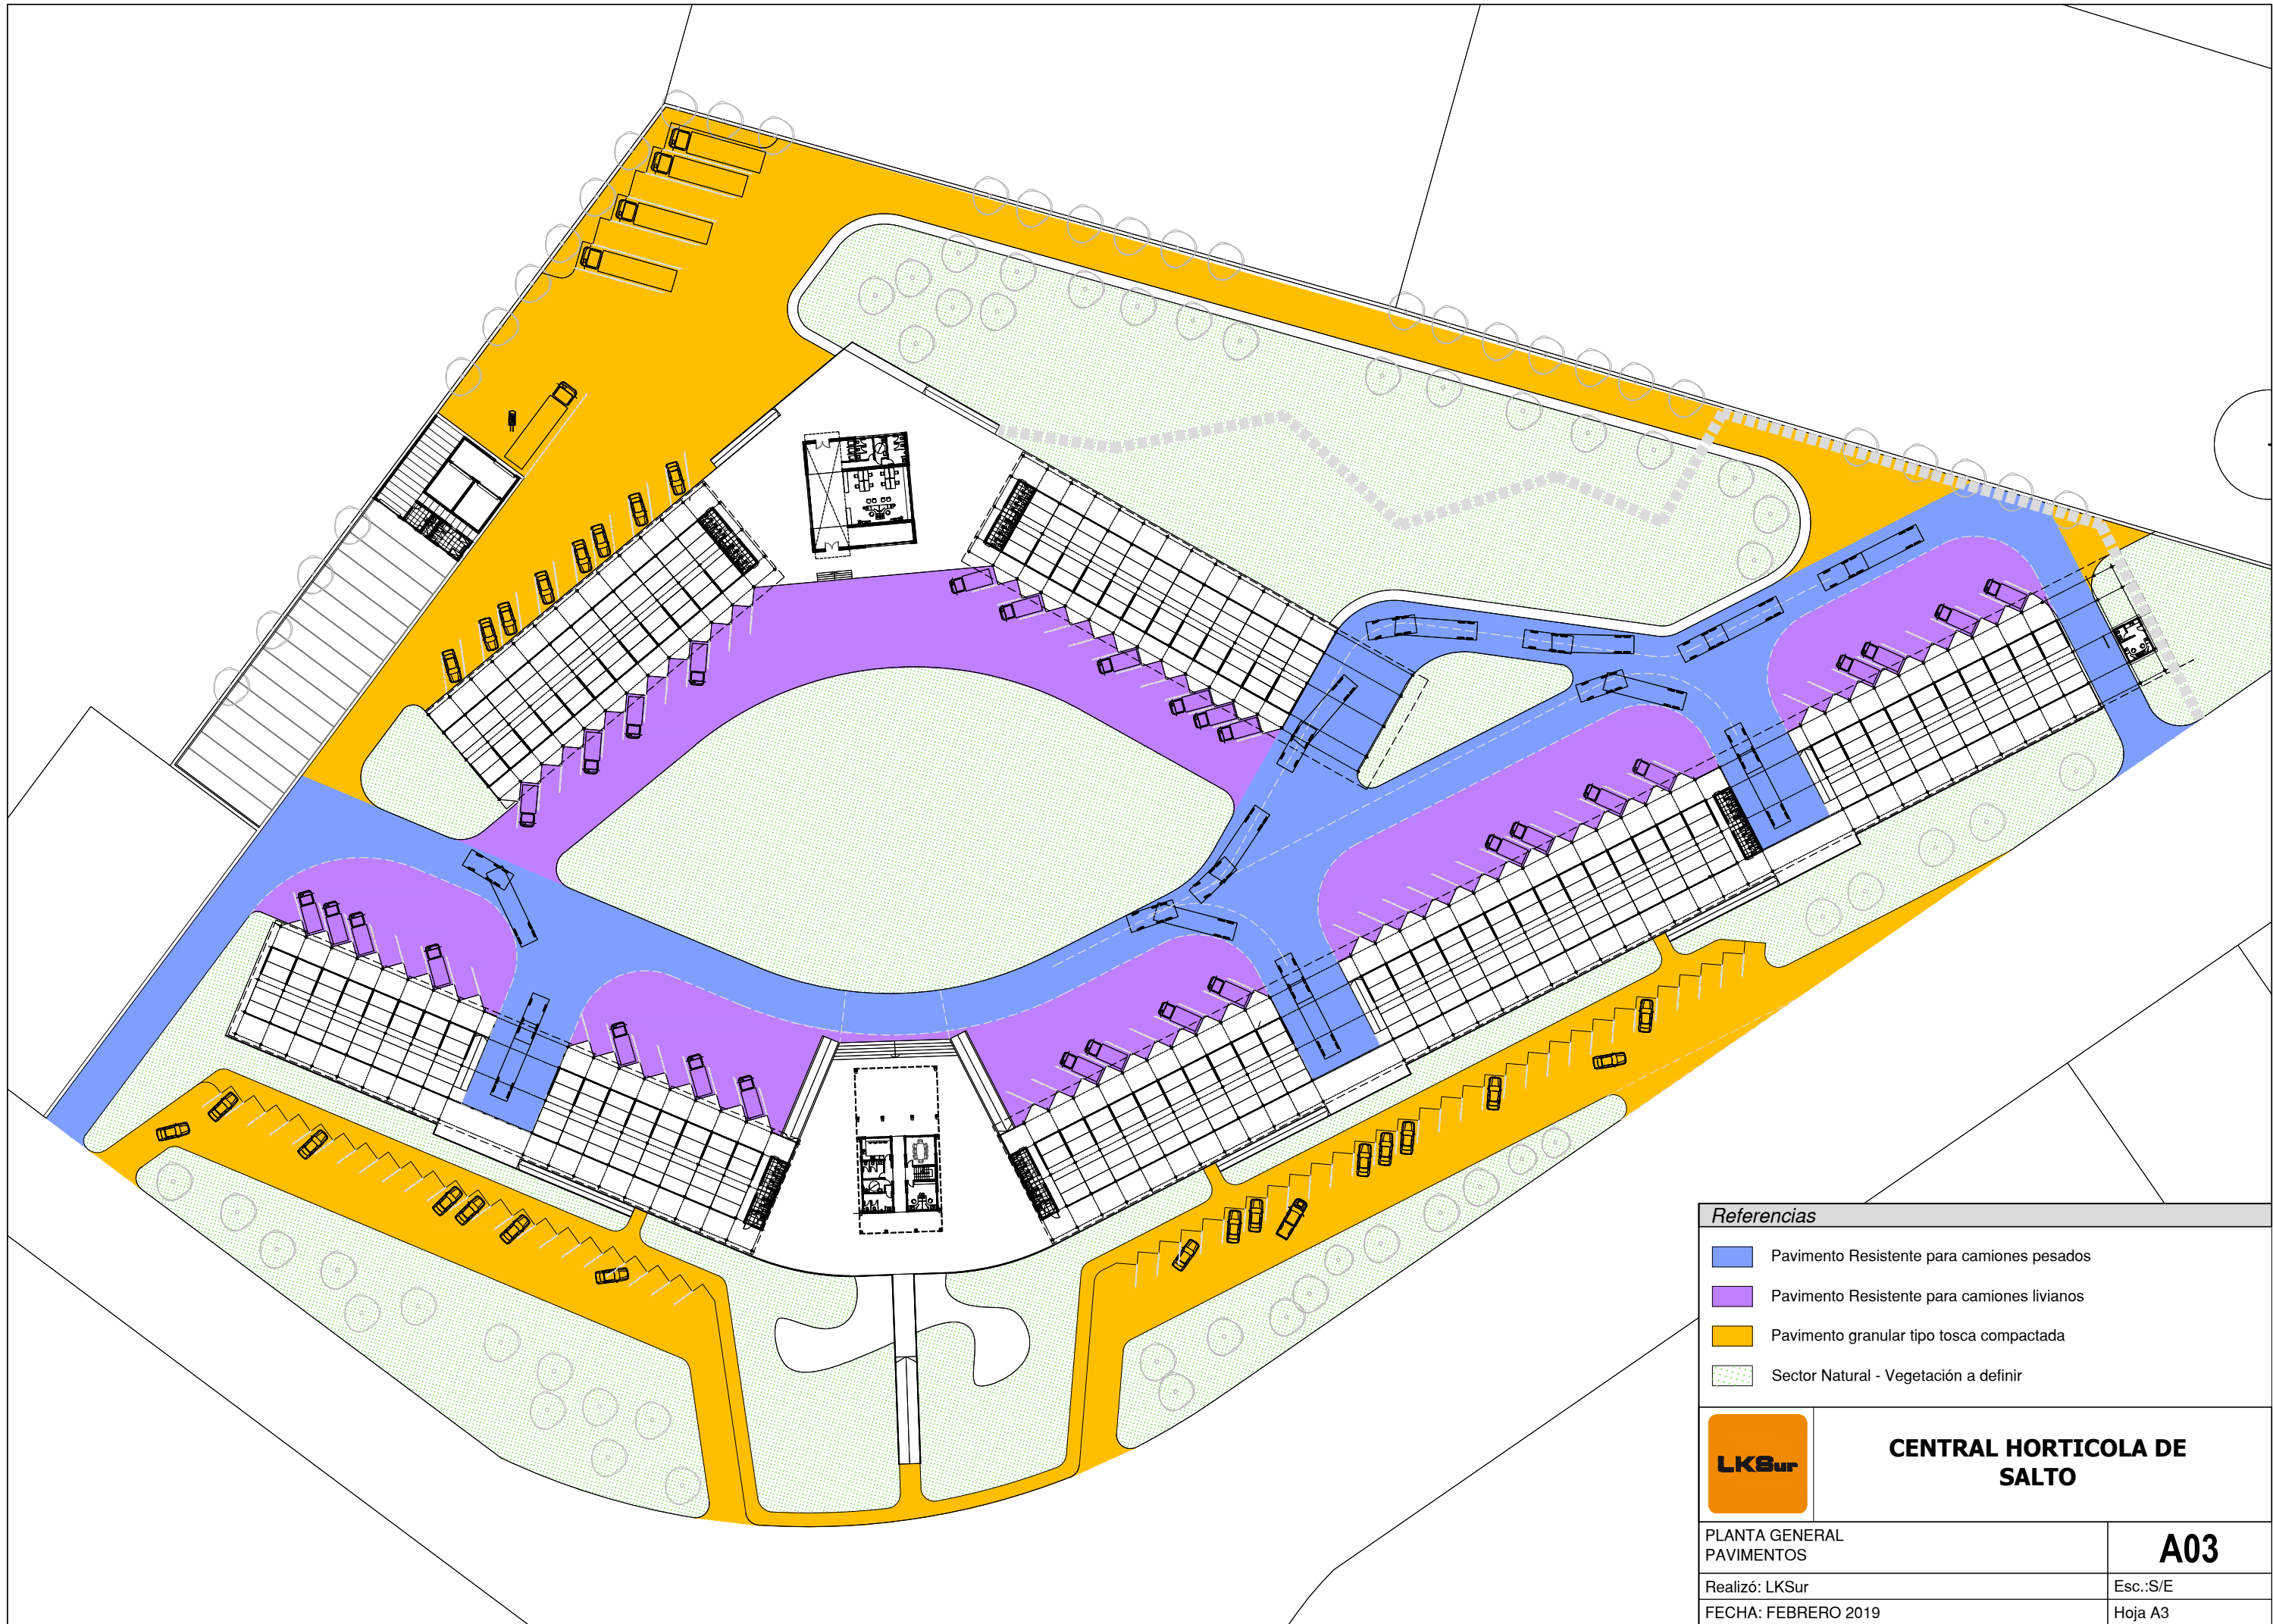 Referencias
Pavimento Resistente para camiones pesados
Pavimento Resistente para camiones livianos
Pavimento granular tipo tosca compactada
Sector Natural - Vegetación a definir
LKSur
CENTRAL HORTICOLA DE
SALTO
PLANTA GENERAL
PAVIMENTOS
A03
Realizó: LKSur
Esc.:S/E
FECHA: FEBRERO 2019
Hoja A3